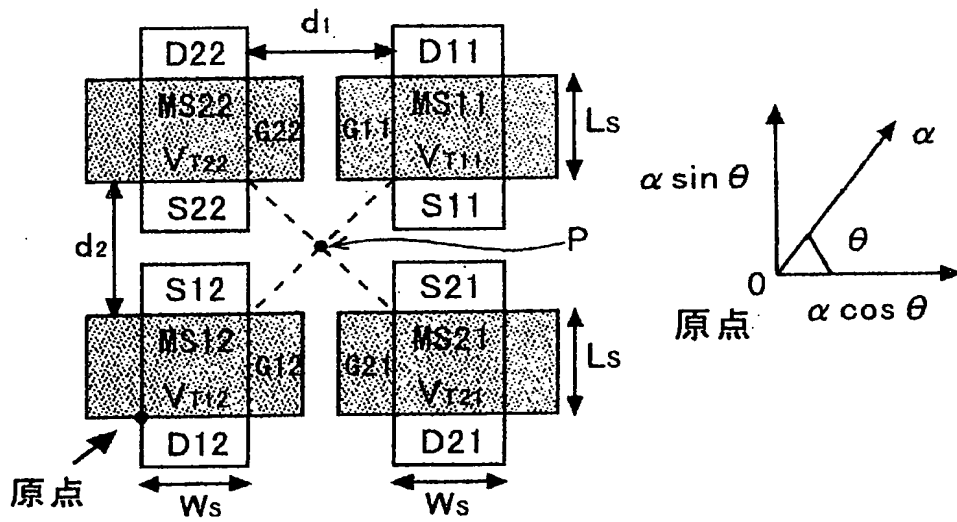 d1
D22
D11
MS22
G22
G11
MS11
Ls
VT22
VT11
S22
S11
d2
P
S12
S21
MS12
G12
G21
MS21
Ls
VT12
VT21
D12
D21
原点
Ws
Ws
α
α sin θ
θ
0
原点
α cos θ